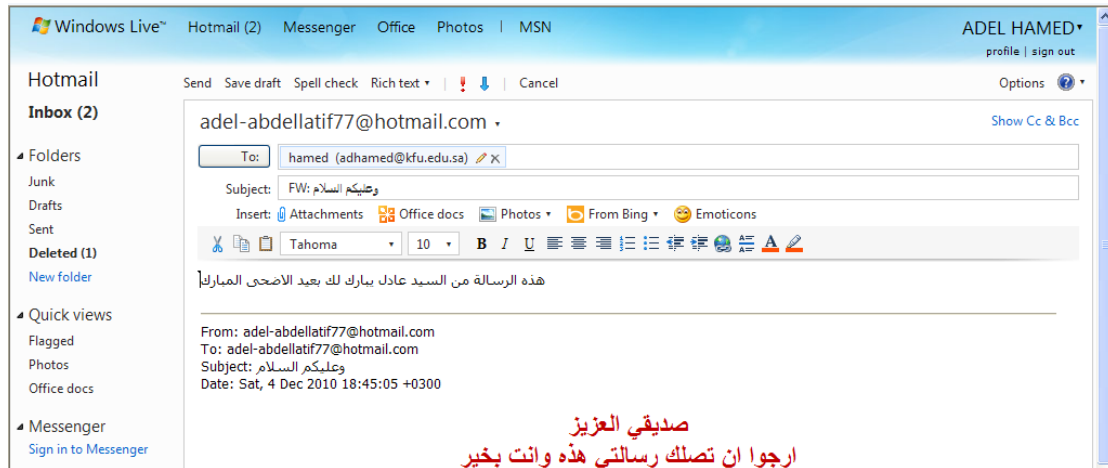 Windows Live™ Hotmail (2) Messenger Office Photos | MSN ADEL HAMED
profile | sign out
Hotmail Send Save draft Spell check Rich text | | Cancel Options
Inbox (2)
adel-abdellatif77@hotmail.com Show Cc & Bcc
To: hamed (adhamed@kfu.edu.sa)
Subject: FW: وعليكم السلام
Insert: Attachments Office docs Photos From Bing Emoticons
Tahoma 10 B I U A
هذه الرسالة من السيد عادل يبارك لك بعيد الاضحى المبارك
From: adel-abdellatif77@hotmail.com
To: adel-abdellatif77@hotmail.com
Subject: وعليكم السلام
Date: Sat, 4 Dec 2010 18:45:05 +0300
صديقي العزيز
ارجوا ان تصلك رسالتي هذه وانت بخير
Folders
Junk
Drafts
Sent
Deleted (1)
New folder
Quick views
Flagged
Photos
Office docs
Messenger
Sign in to Messenger